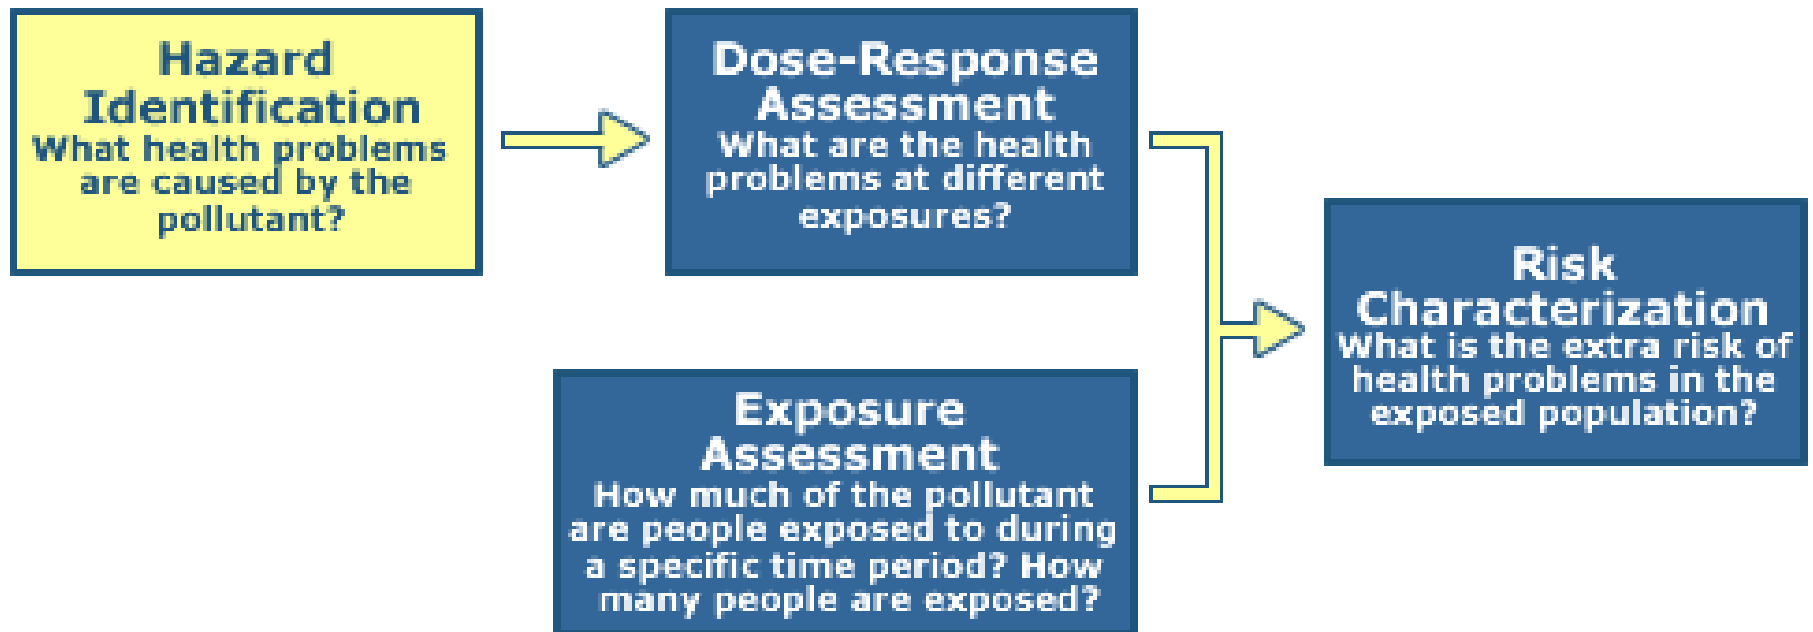 Hazard
Identification
What health problems
are caused by the
pollutant?
Dose-Response
Assessment
What are the health
problems at different
exposures?
Exposure
Assessment
How much of the pollutant
are people exposed to during
a specific time period? How
many people are exposed?
Risk
Characterization
What is the extra risk of
health problems in the
exposed population?